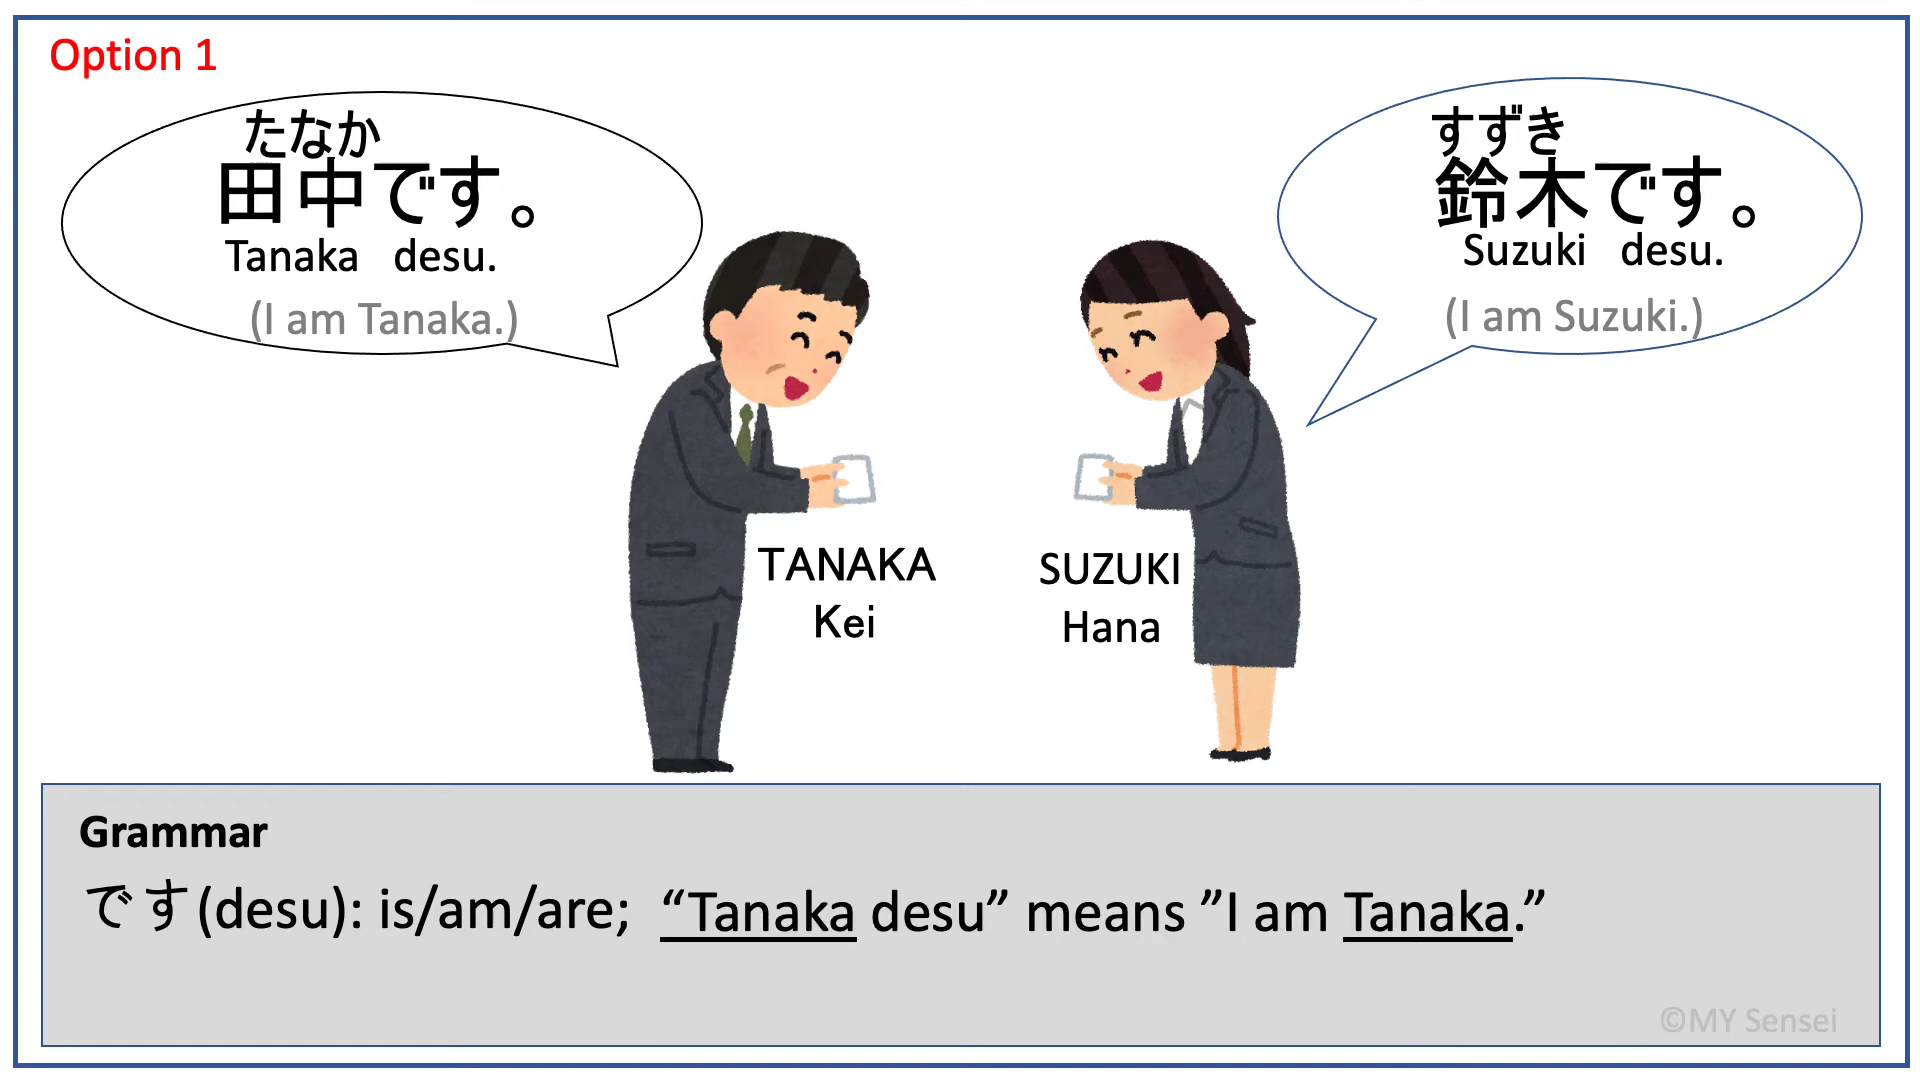 Option 1
たなか
田中です。
Tanaka desu.
(I am Tanaka.)
すずき
鈴木です。
Suzuki desu.
(I am Suzuki.)
TANAKA
Kei
SUZUKI
Hana
Grammar
です(desu): is/am/are; “Tanaka desu” means ”I am Tanaka.”
©MY Sensei